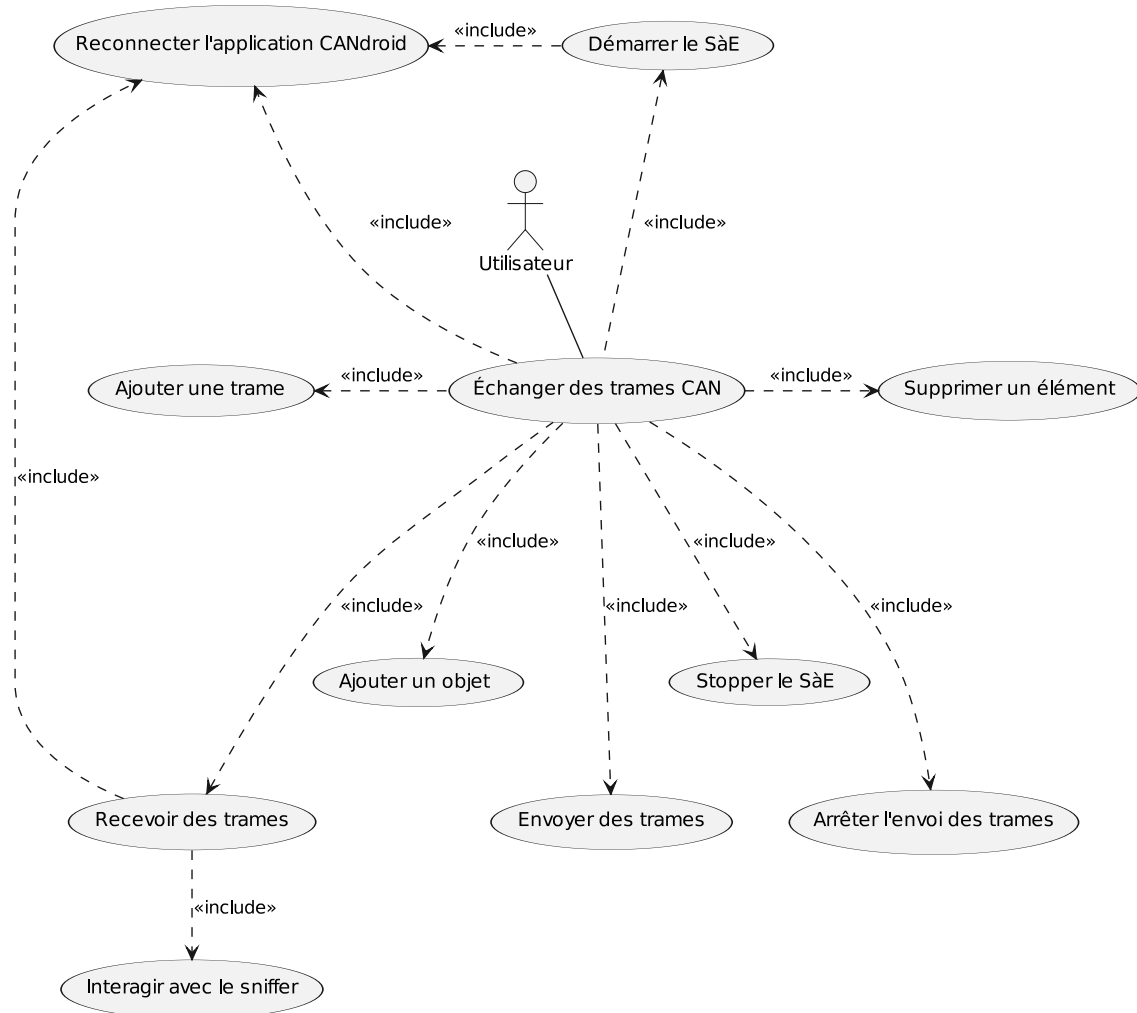 «include»
Reconnecter l'application CANdroid
Démarrer le SàE
«include»
«include»
Utilisateur
«include»
«include»
Ajouter une trame
Échanger des trames CAN
Supprimer un élément
«include»
«include»
«include»
«include»
«include»
«include»
Ajouter un objet
Stopper le SàE
Recevoir des trames
Envoyer des trames
Arrêter l'envoi des trames
«include»
Interagir avec le sniffer